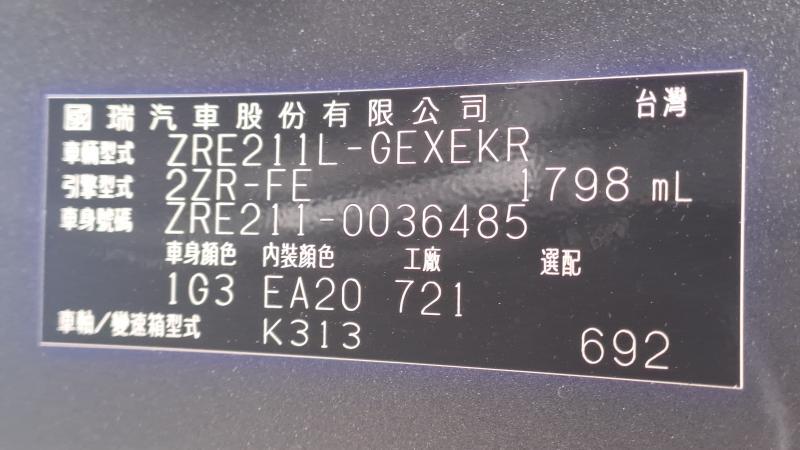 國瑞汽車股份有限公司 台灣
車輛型式 ZRE211L-GEXEKR
引擎型式 2ZR-FE 1798 mL
車身號碼 ZRE211-0036485
車身顏色 內裝顏色 工廠 選配
1G3 EA20 721
車軸/變速箱型式 K313 692